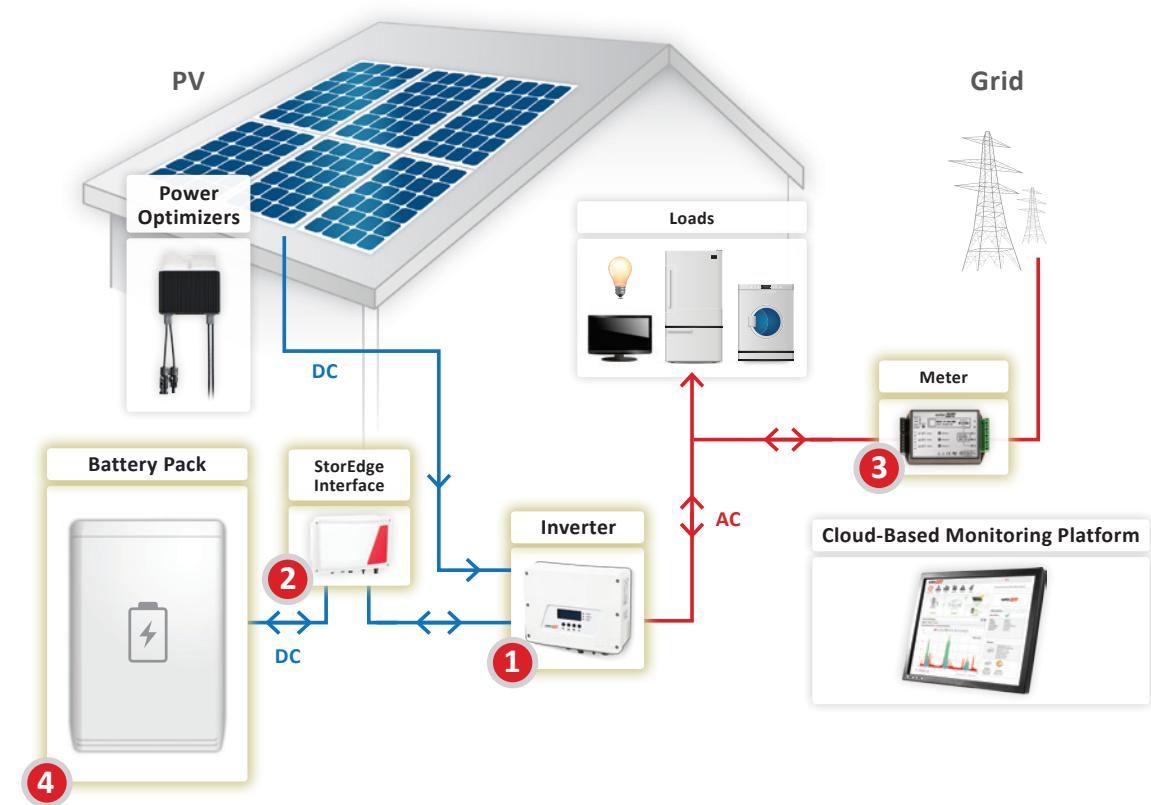 PV
Grid
Power
Optimizers
Loads
DC
Meter
3
Battery Pack
StorEdge
Interface
Inverter
AC
Cloud-Based Monitoring Platform
2
DC
1
4